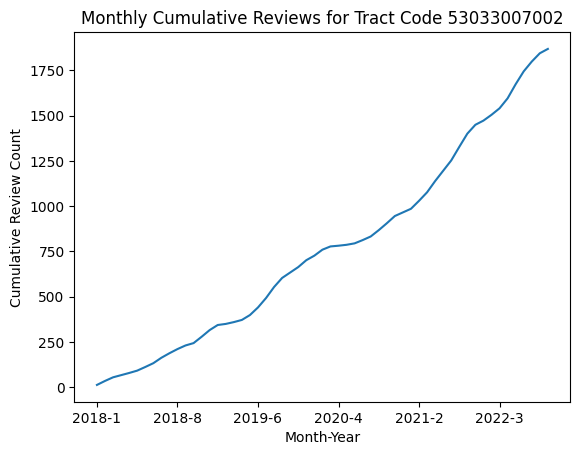 Monthly Cumulative Reviews for Tract Code 53033007002
Cumulative Review Count
1750
1500
1250
1000
750
500
250
0
2018-1 2018-8 2019-6 2020-4 2021-2 2022-3
Month-Year